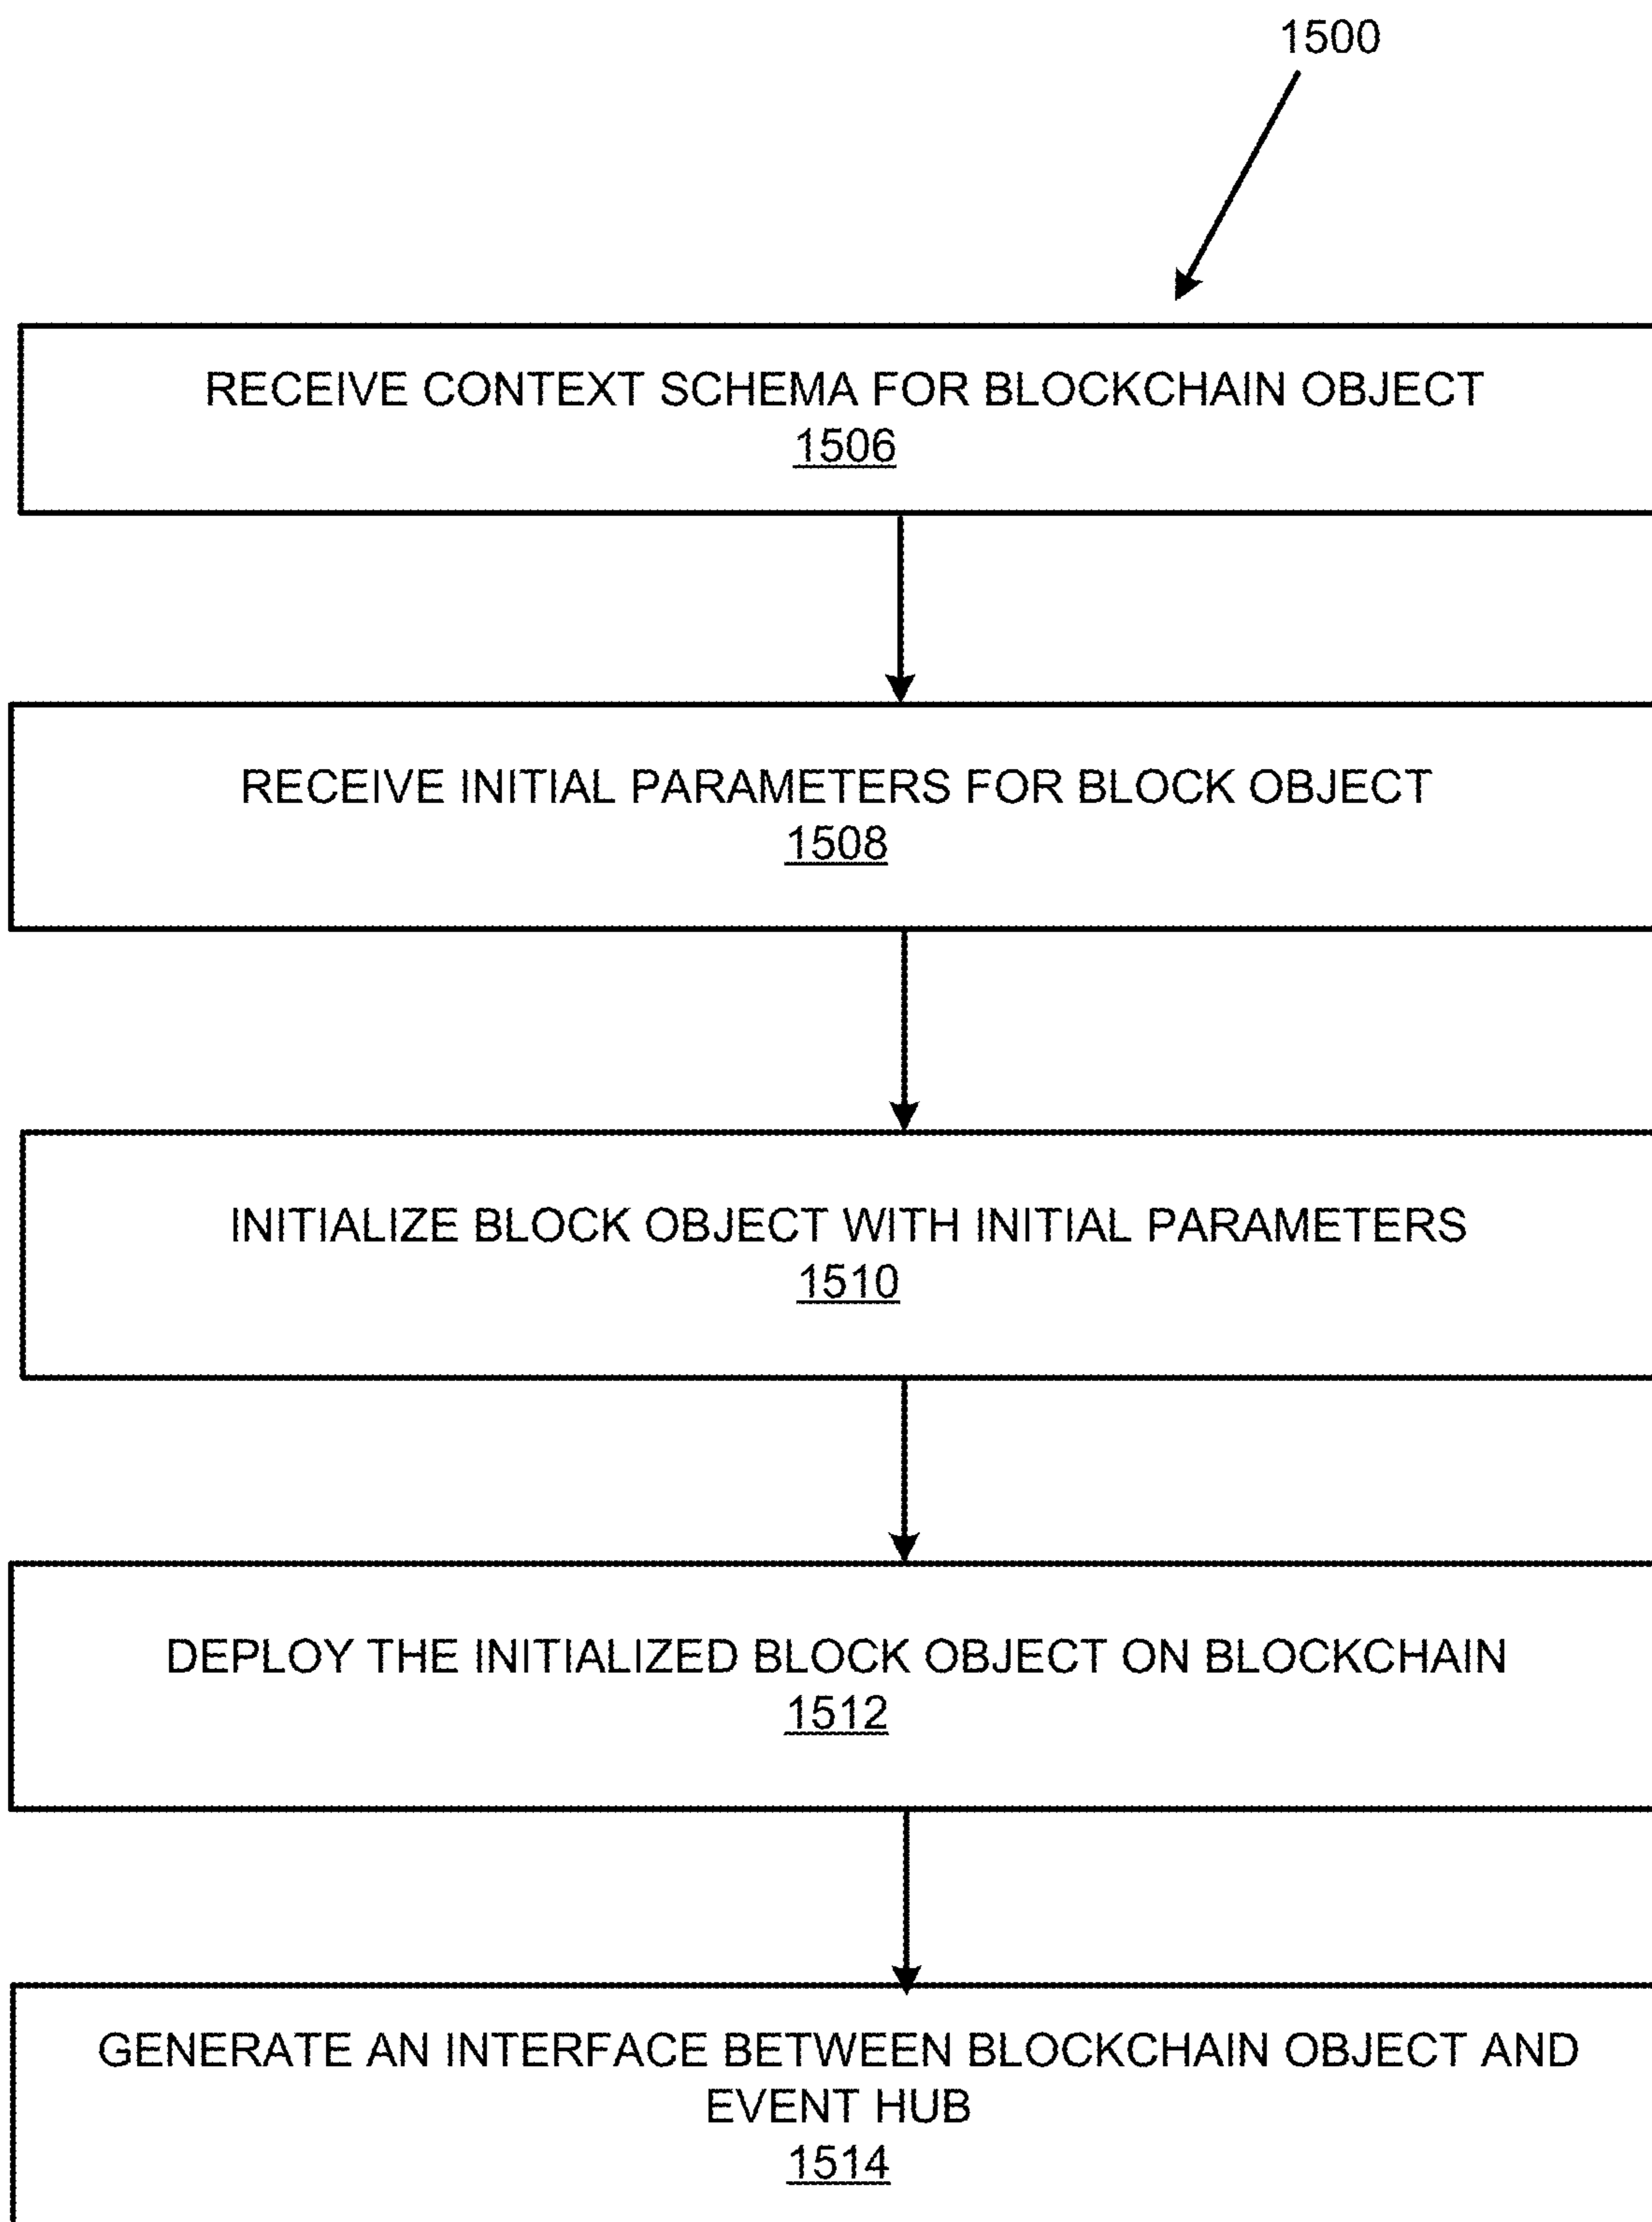 1500
RECEIVE CONTEXT SCHEMA FOR BLOCKCHAIN OBJECT
1506
RECEIVE INITIAL PARAMETERS FOR BLOCK OBJECT
1508
INITIALIZE BLOCK OBJECT WITH INITIAL PARAMETERS
1510
DEPLOY THE INITIALIZED BLOCK OBJECT ON BLOCKCHAIN
1512
GENERATE AN INTERFACE BETWEEN BLOCKCHAIN OBJECT AND
EVENT HUB
1514